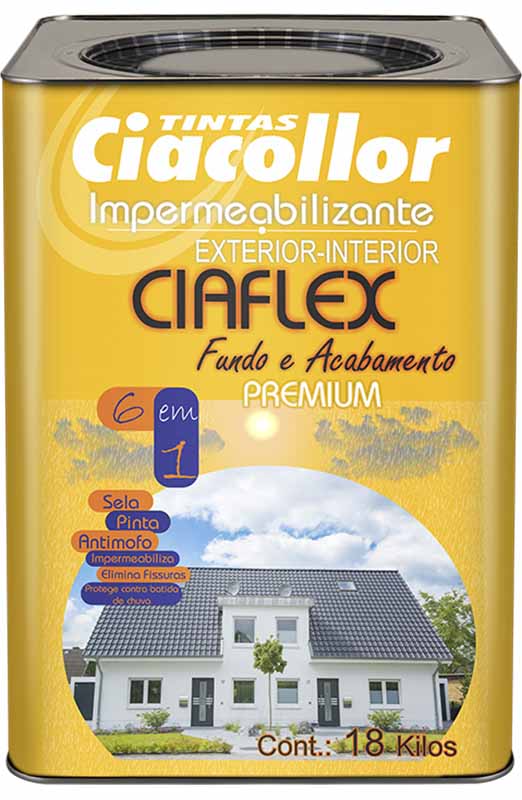 TINTAS
Ciacollor
Impermeabilizante
EXTERIOR-INTERIOR
CIAFLEX
Fundo e Acabamento
PREMIUM
6 em
1
Sela
Pinta
Antimofo
Impermeabiliza
Elimina Fissuras
Protege contra batida
de chuva
Cont.: 18 Kilos